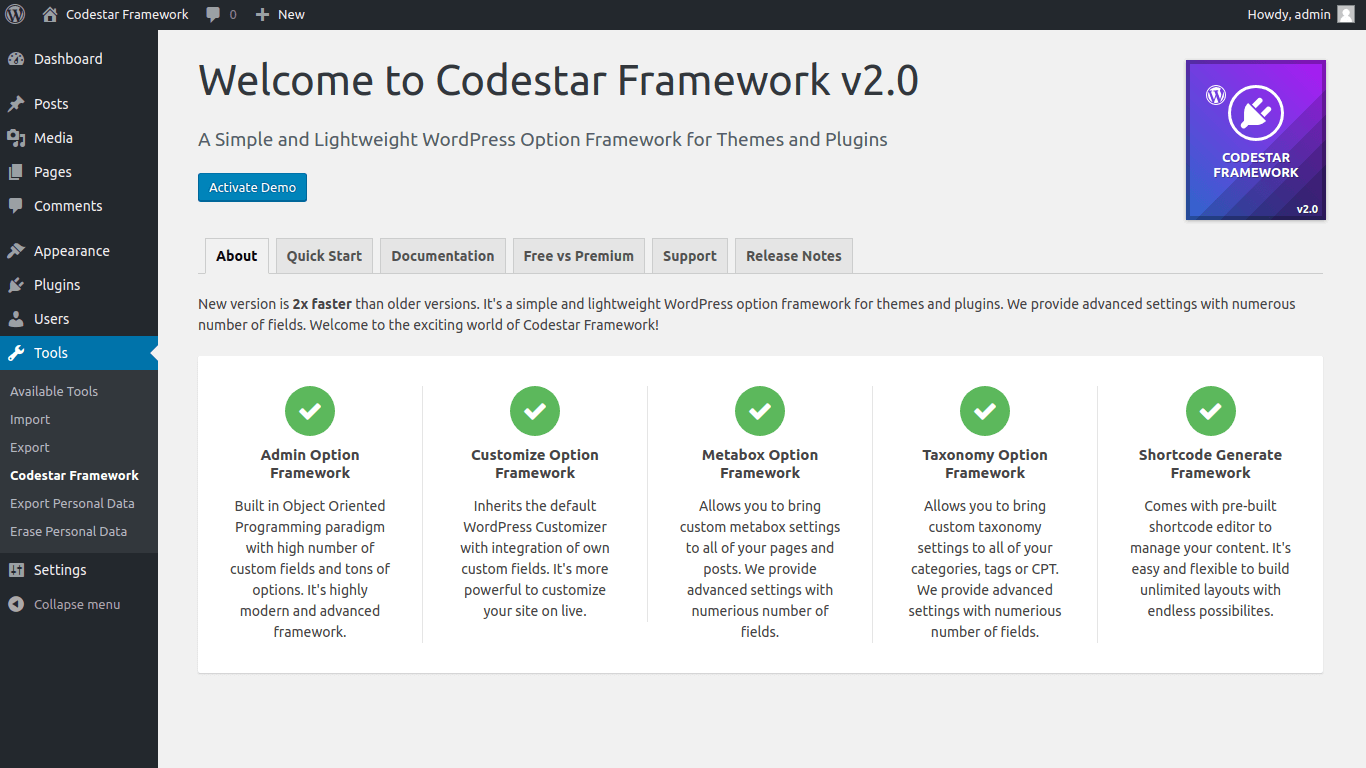 Codestar Framework 0 New Howdy, admin
Dashboard
Posts
Media
Pages
Comments
Appearance
Plugins
Users
Tools
Available Tools
Import
Export
Codestar Framework
Export Personal Data
Erase Personal Data
Settings
Collapse menu
Welcome to Codestar Framework v2.0
A Simple and Lightweight WordPress Option Framework for Themes and Plugins
Activate Demo
CODESTAR
FRAMEWORK
v2.0
About Quick Start Documentation Free vs Premium Support Release Notes
New version is 2x faster than older versions. It's a simple and lightweight WordPress option framework for themes and plugins. We provide advanced settings with numerous
number of fields. Welcome to the exciting world of Codestar Framework!
Admin Option
Framework
Built in Object Oriented
Programming paradigm
with high number of
custom fields and tons of
options. It's highly
modern and advanced
framework.
Customize Option
Framework
Inherits the default
WordPress Customizer
with integration of own
custom fields. It's more
powerful to customize
your site on live.
Metabox Option
Framework
Allows you to bring
custom metabox settings
to all of your pages and
posts. We provide
advanced settings with
numerious number of
fields.
Taxonomy Option
Framework
Allows you to bring
custom taxonomy
settings to all of your
categories, tags or CPT.
We provide advanced
settings with numerious
number of fields.
Shortcode Generate
Framework
Comes with pre-built
shortcode editor to
manage your content. It's
easy and flexible to build
unlimited layouts with
endless possibilites.